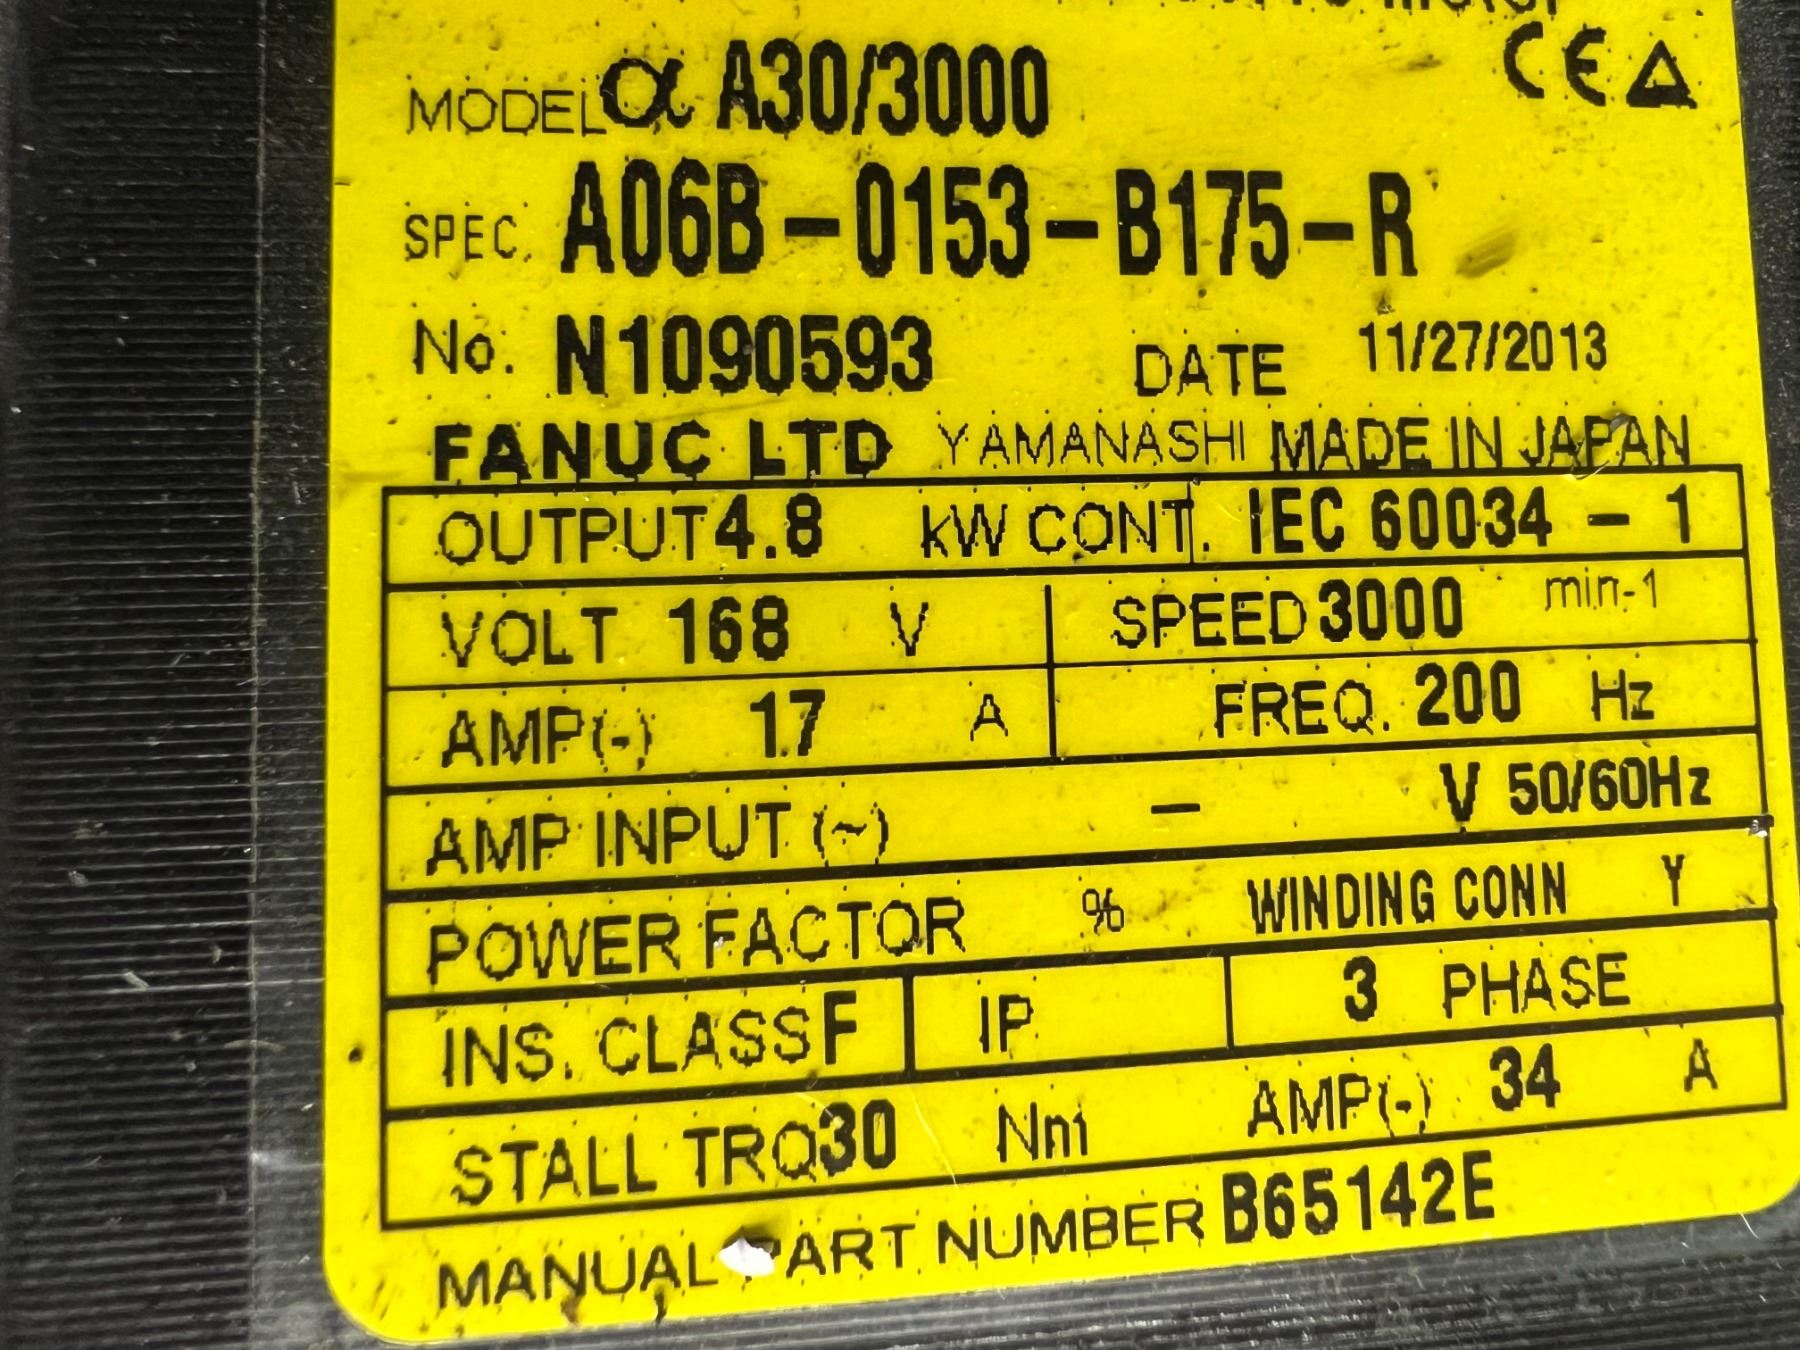 MODEL α A30/3000
CE
SPEC. A06B-0153-B175-R
No. N1090593 DATE 11/27/2013
FANUC LTD YAMANASHI MADE IN JAPAN
OUTPUT 4.8 kW CONT. IEC 60034-1
VOLT 168 V SPEED 3000 min-1
AMP(-) 17 A FREQ. 200 Hz
AMP INPUT (~) - V 50/60Hz
POWER FACTOR % WINDING CONN Y
INS. CLASS F IP 3 PHASE
STALL TRQ 30 Nm AMP(-) 34 A
MANUAL PART NUMBER B65142E